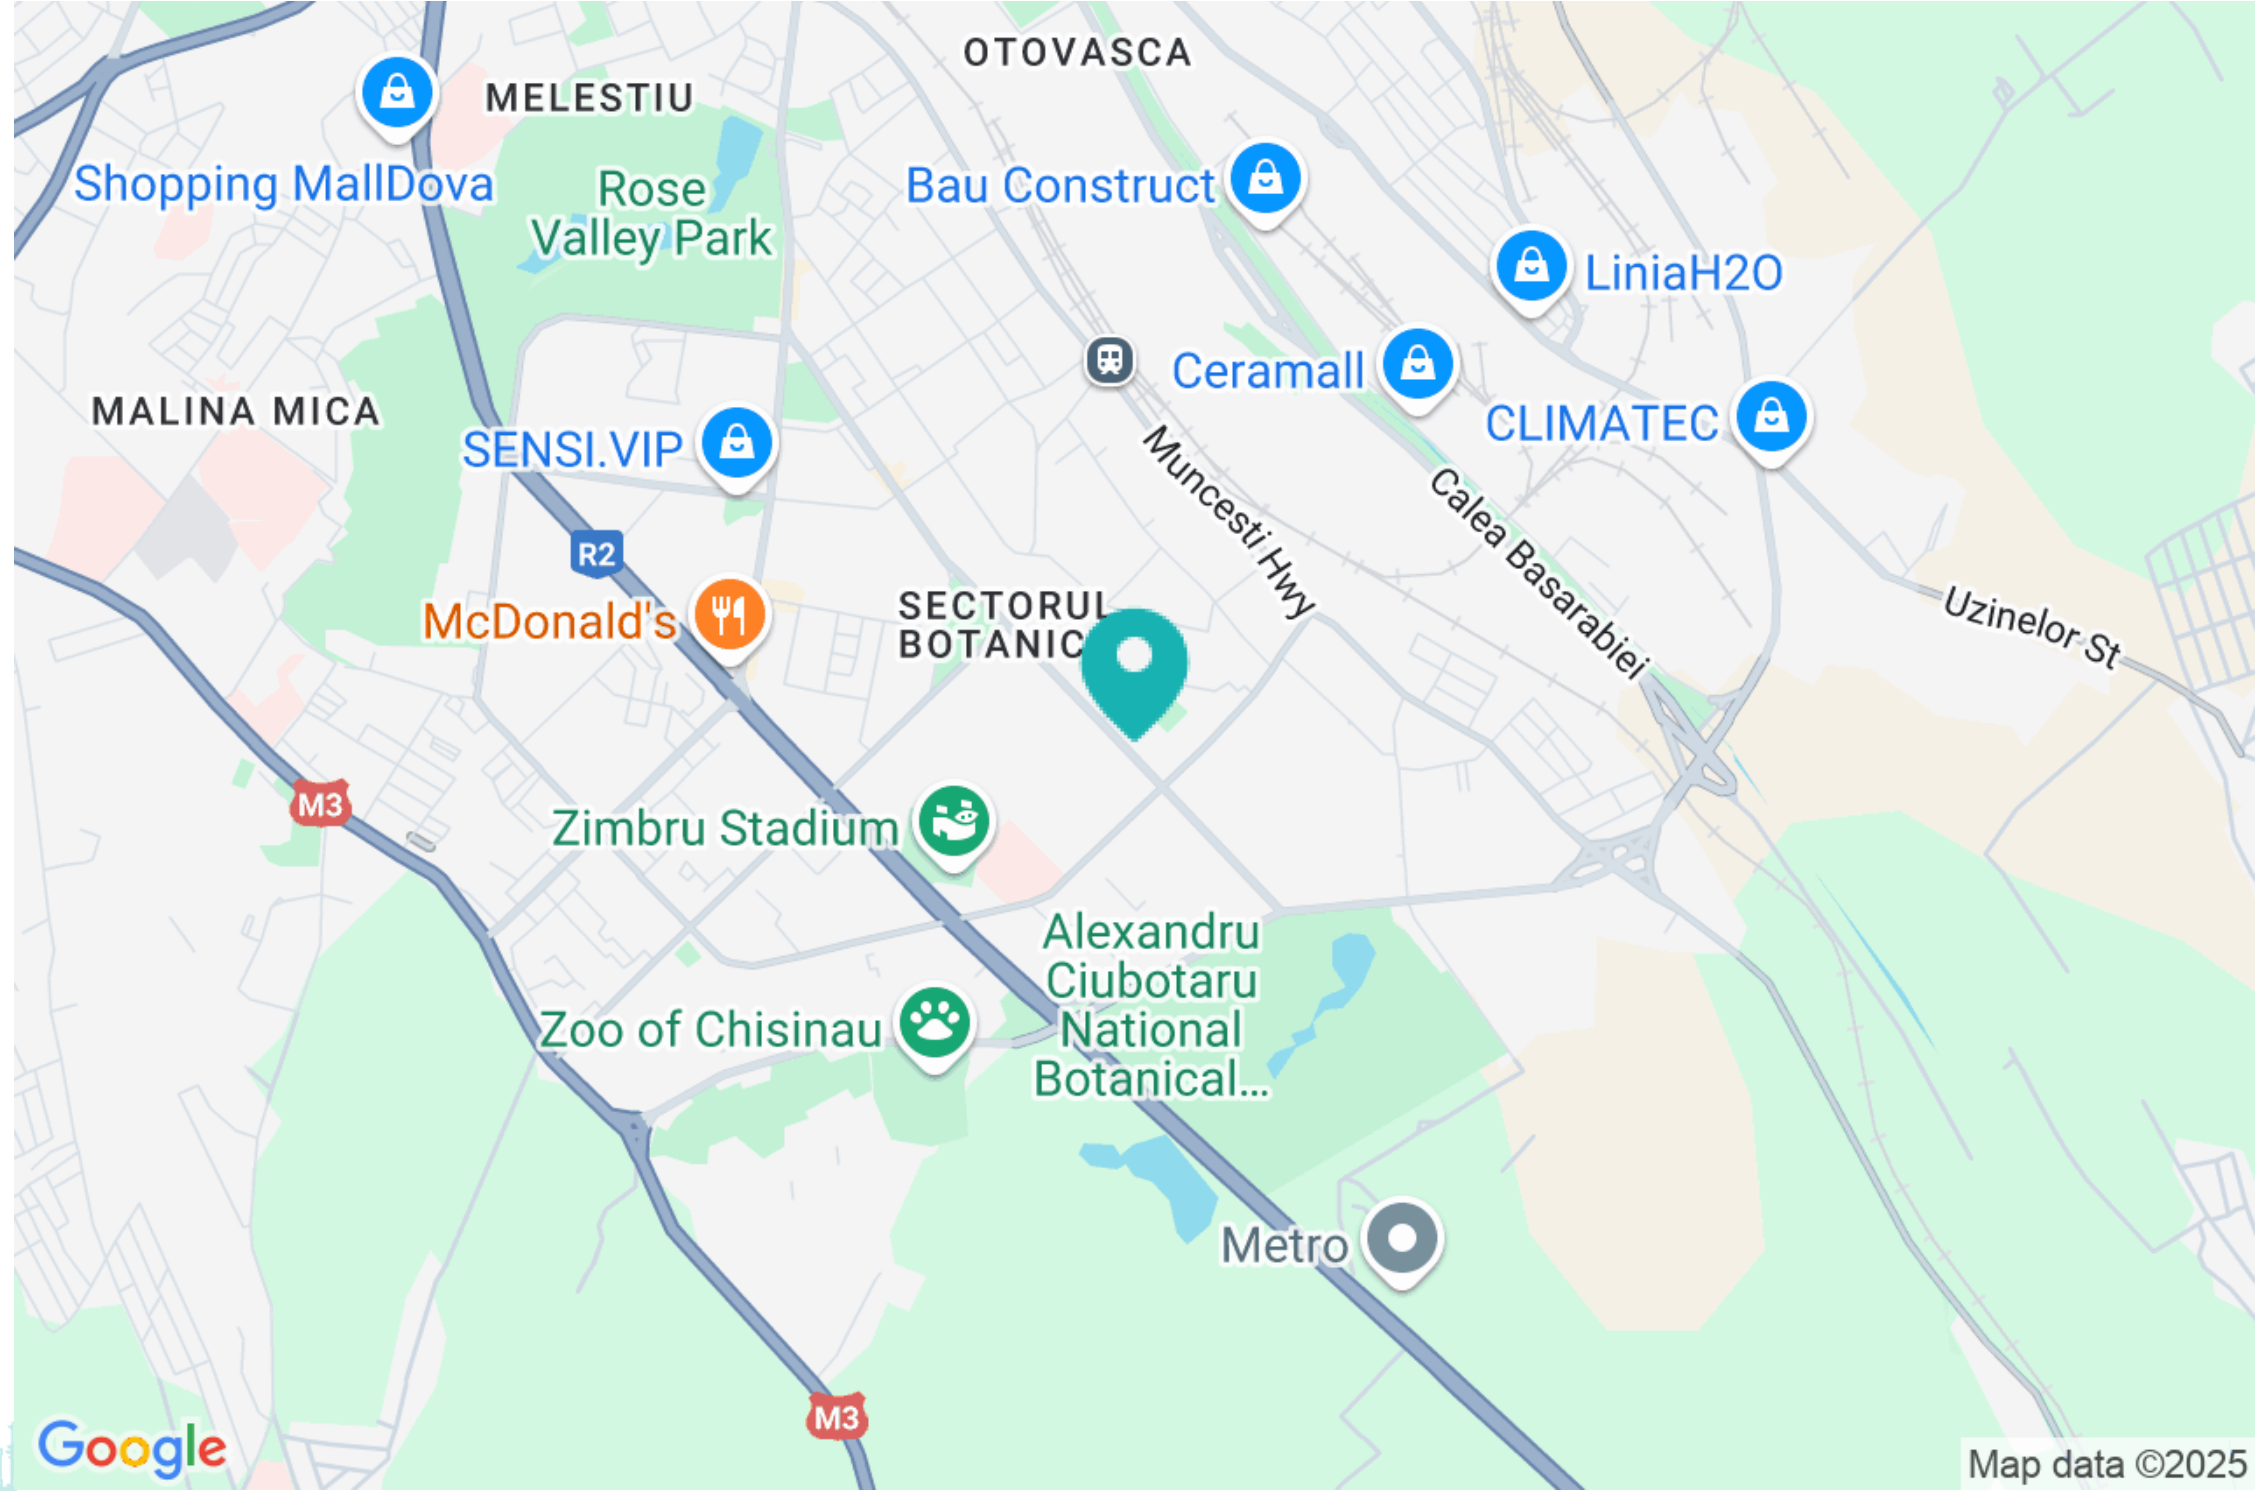 OTOVASCA
MELESTIU
Shopping MallDova
Rose
Valley Park
Bau Construct
LiniaH2O
Ceramall
MALINA MICA
CLIMATEC
SENSI.VIP
Muncesti Hwy
Calea Basarabiei
R2
McDonald's
SECTORUL
BOTANIC
Uzinelor St
M3
Zimbru Stadium
Alexandru
Ciubotaru
National
Botanical...
Zoo of Chisinau
Metro
M3
Google
Map data ©2025